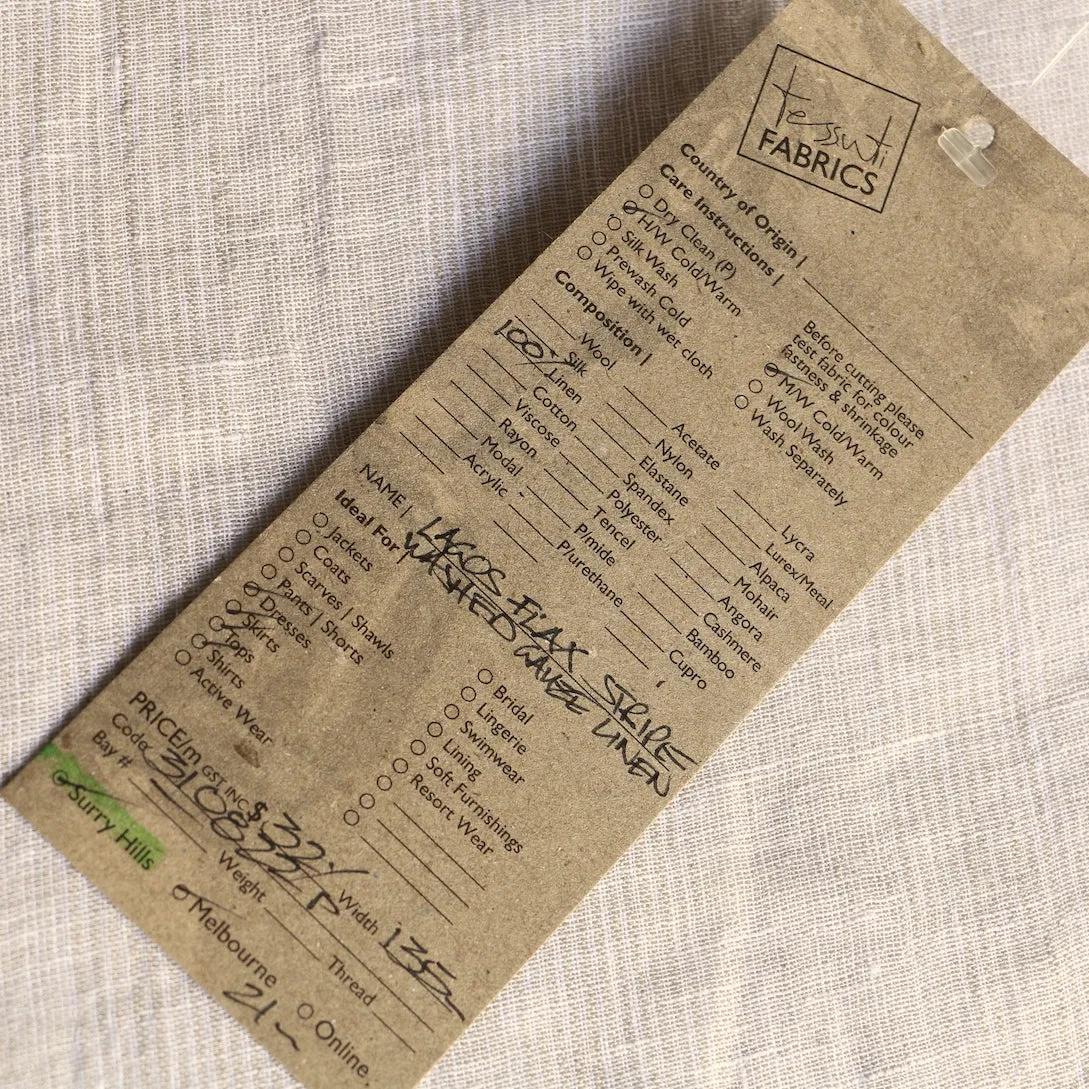 tessuti
FABRICS
Country of Origin |
Care Instructions |
Dry Clean (P)
H/W Cold/Warm
Silk Wash
Prewash Cold
Wipe with wet cloth
Before cutting please
test fabric for colour
fastness & shrinkage
M/W Cold/Warm
Wool Wash
Wash Separately
Composition |
Wool
Silk
100% Linen
Cotton
Viscose
Rayon
Modal
Acrylic
Acetate
Nylon
Elastane
Spandex
Polyester
Tencel
P/mide
P/urethane
Lycra
Lurex/Metal
Alpaca
Mohair
Angora
Cashmere
Bamboo
Cupro
NAME | LAGOS FLAX STRIPE
WASHED GAUZE LINEN
Ideal For |
Jackets
Coats
Scarves | Shawls
Pants | Shorts
Dresses
Skirts
Tops
Shirts
Active Wear
Bridal
Lingerie
Swimwear
Lining
Soft Furnishings
Resort Wear
PRICE/m GST INC $ 32
Width 135
Code
Bay #
Weight
Thread
Surry Hills
Melbourne
Online
21